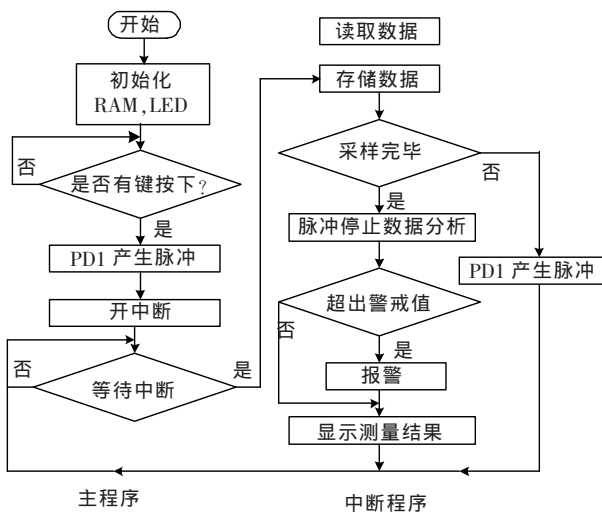 开始
初始化
RAM,LED
否
是否有键按下?
是
PD1 产生脉冲
开中断
否
等待中断
是
主程序
读取数据
存储数据
采样完毕
否
是
脉冲停止数据分析
PD1 产生脉冲
超出警戒值
否
是
报警
显示测量结果
中断程序